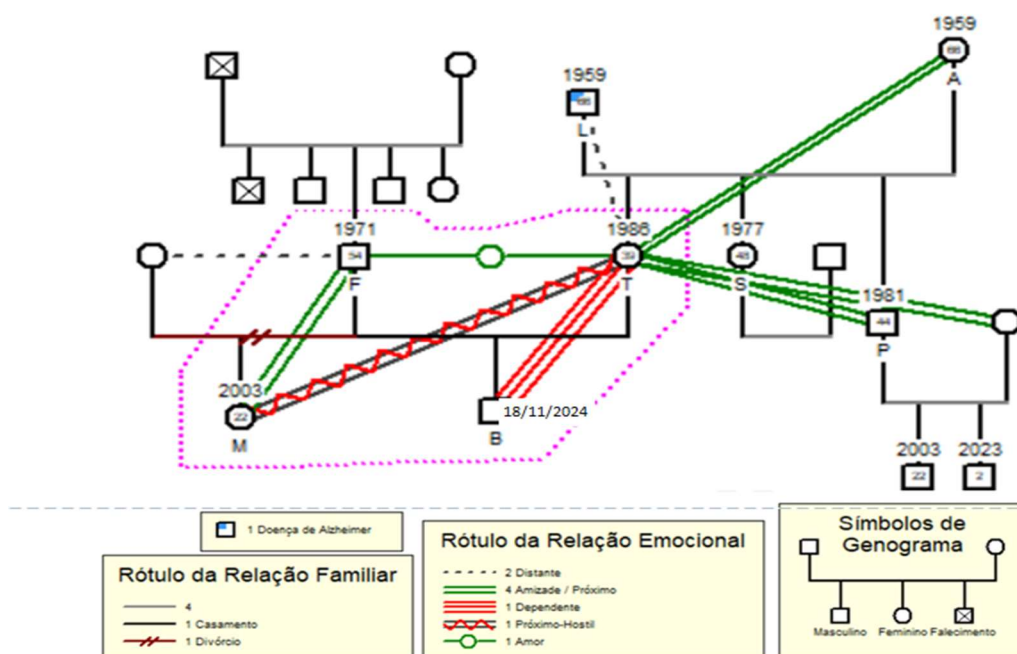 1959
66
A
1959
66
L
1971
54
F
1986
39
T
1977
48
S
1981
44
P
2003
22
M
18/11/2024
B
2003
22
2023
2
1 Doença de Alzheimer
Rótulo da Relação Familiar
4
1 Casamento
1 Divórcio
Rótulo da Relação Emocional
2 Distante
4 Amizade / Próximo
1 Dependente
1 Próximo-Hostil
1 Amor
Símbolos de
Genograma
Masculino Feminino Falecimento